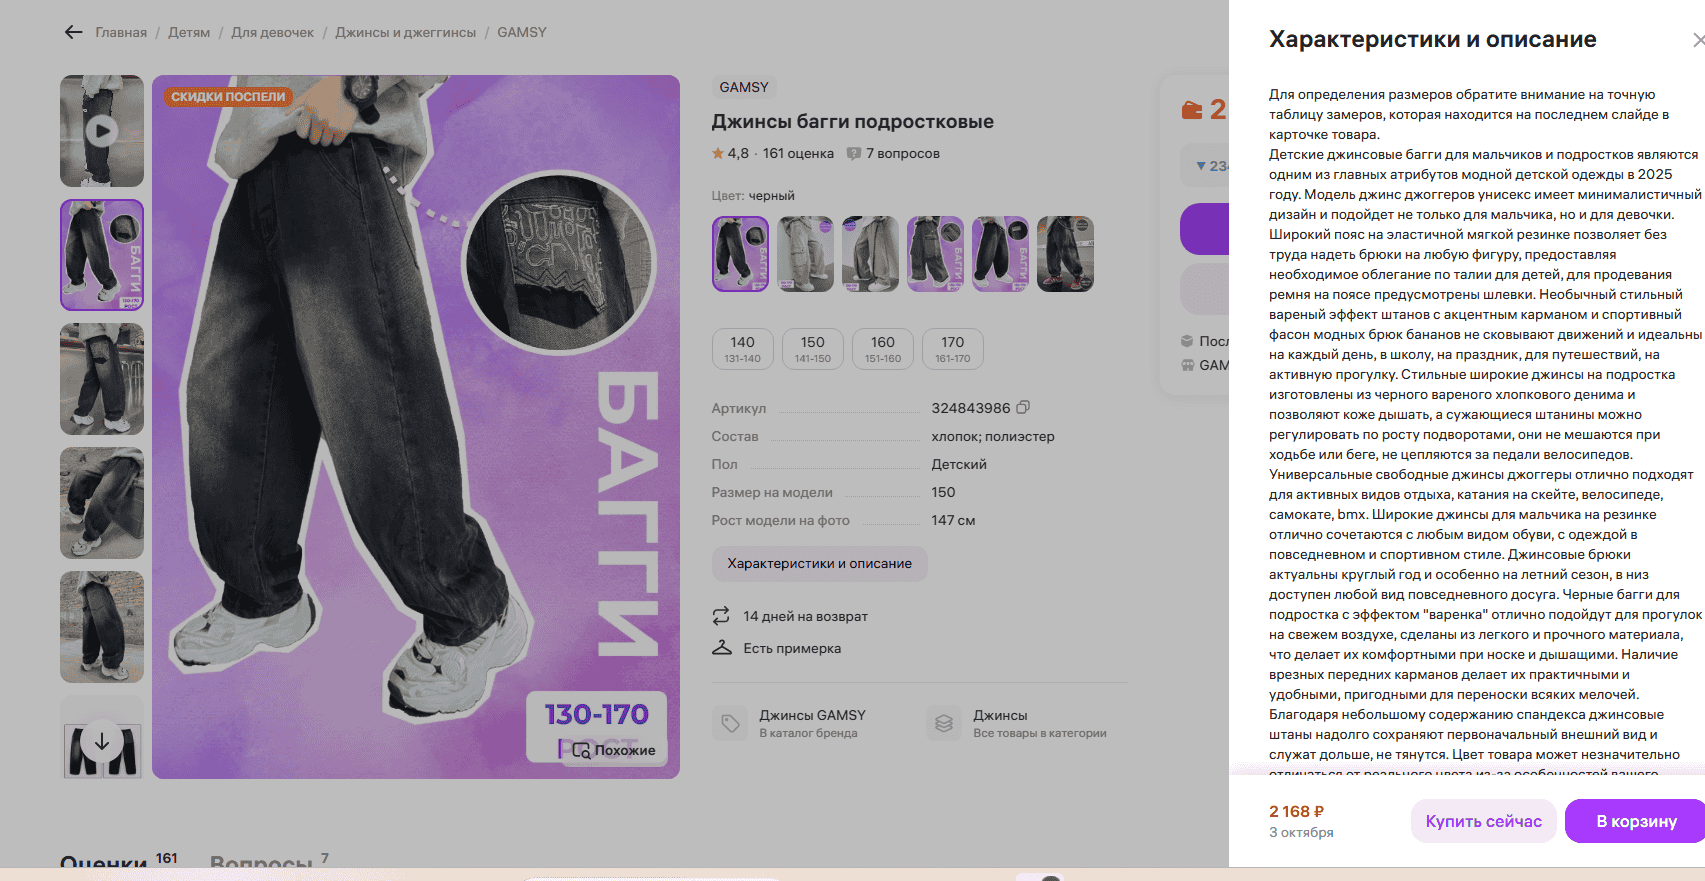 Главная / Детям / Для девочек / Джинсы и джеггинсы / GAMSY
СКИДКИ ПОСПЕЛИ
БАГГИ
130-170
РОСТ
Похожие
GAMSY
Джинсы багги подростковые
4,8 · 161 оценка 7 вопросов
Цвет: черный
140
131-140
150
141-150
160
151-160
170
161-170
Артикул 324843986
Состав хлопок; полиэстер
Пол Детский
Размер на модели 150
Рост модели на фото 147 см
Характеристики и описание
14 дней на возврат
Есть примерка
Джинсы GAMSY
В каталог бренда
Джинсы
Все товары в категории
Оценки 161
Вопросы 7
Характеристики и описание
Для определения размеров обратите внимание на точную
таблицу замеров, которая находится на последнем слайде в
карточке товара.
Детские джинсовые багги для мальчиков и подростков являются
одним из главных атрибутов модной детской одежды в 2025
году. Модель джинс джоггеров унисекс имеет минималистичный
дизайн и подойдет не только для мальчика, но и для девочки.
Широкий пояс на эластичной мягкой резинке позволяет без
труда надеть брюки на любую фигуру, предоставляя
необходимое облегание по талии для детей, для продевания
ремня на поясе предусмотрены шлевки. Необычный стильный
вареный эффект штанов с акцентным карманом и спортивный
фасон модных брюк бананов не сковывают движений и идеальны
на каждый день, в школу, на праздник, для путешествий, на
активную прогулку. Стильные широкие джинсы на подростка
изготовлены из черного вареного хлопкового денима и
позволяют коже дышать, а сужающиеся штанины можно
регулировать по росту подворотами, они не мешаются при
ходьбе или беге, не цепляются за педали велосипедов.
Универсальные свободные джинсы джоггеры отлично подходят
для активных видов отдыха, катания на скейте, велосипеде,
самокате, bmx. Широкие джинсы для мальчика на резинке
отлично сочетаются с любым видом обуви, с одеждой в
повседневном и спортивном стиле. Джинсовые брюки
актуальны круглый год и особенно на летний сезон, в низ
доступен любой вид повседневного досуга. Черные багги для
подростка с эффектом "варенка" отлично подойдут для прогулок
на свежем воздухе, сделаны из легкого и прочного материала,
что делает их комфортными при носке и дышащими. Наличие
врезных передних карманов делает их практичными и
удобными, пригодными для переноски всяких мелочей.
Благодаря небольшому содержанию спандекса джинсовые
штаны надолго сохраняют первоначальный внешний вид и
служат дольше, не тянутся. Цвет товара может незначительно
отличаться от реального цвета из-за особенностей вашего
2 168 ₽
3 октября
Купить сейчас
В корзину